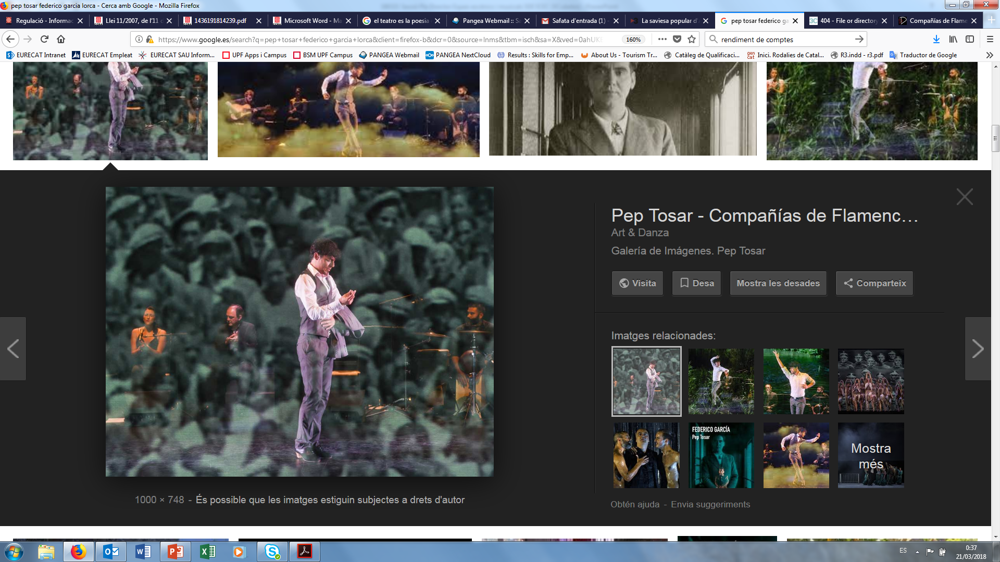 pep tosar federico garcia lorca - Cerca amb Google - Mozilla Firefox
Regulació - Informac
Llei 11/2007, de l'11
1436191814239.pdf
Microsoft Word - Ma
el teatro es la poesia
Pangea Webmail :: Sa
Safata d'entrada (1) -
La saviesa popular d'
pep tosar federico ga
404 - File or directory
Compañías de Flame
https://www.google.es/search?q=pep+tosar+federico+garcia+lorca&client=firefox-b&dcr=0&source=lnms&tbm=isch&sa=X&ved=0ahUKE
160%
rendiment de comptes
EURECAT Intranet
EURECAT Empleat
EURECAT SAU Inform...
UPF Apps i Campus
BSM UPF Campus
PANGEA Webmail
PANGEA NextCloud
Results : Skills for Emp...
About Us - Tourism Tr...
Catàleg de Qualificaci...
gen cat
Inici. Rodalies de Catal...
R3.indd - r3.pdf
Traductor de Google
Pep Tosar - Compañías de Flamenc...
Art & Danza
Galería de Imágenes. Pep Tosar
Visita
Desa
Mostra les desades
Comparteix
Imatges relacionades:
FEDERICO GARCÍA
Pep Tosar
Mostra
més
1000 × 748 - És possible que les imatges estiguin subjectes a drets d'autor
Obtén ajuda - Envia suggeriments
ES
0:37
21/03/2018